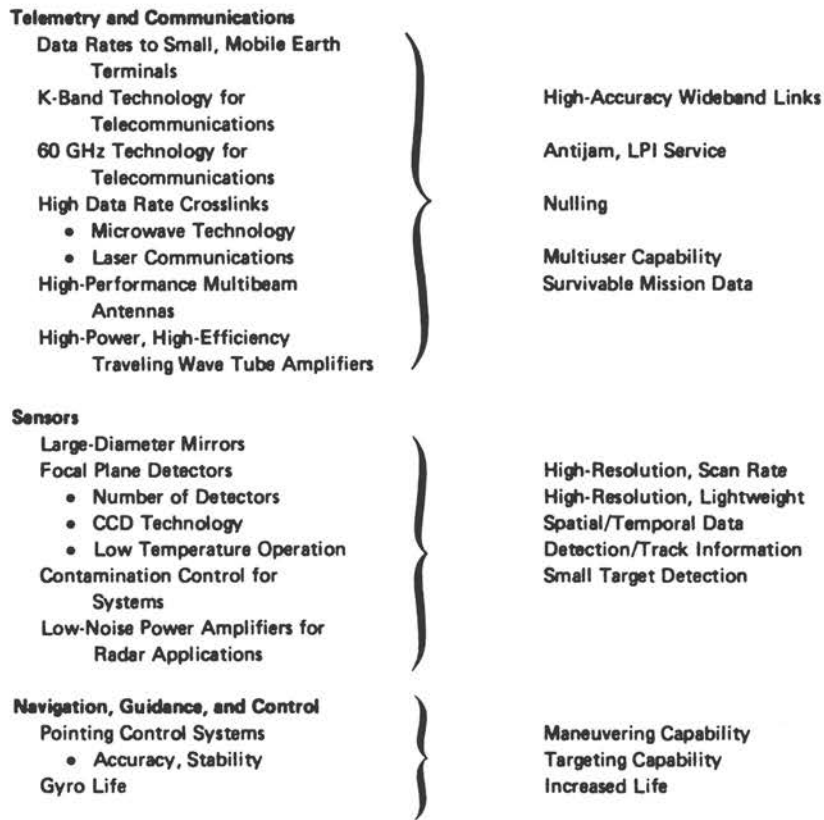 Telemetry and Communications
Data Rates to Small, Mobile Earth
Terminals
K-Band Technology for High-Accuracy Wideband Links
Telecommunications
60 GHz Technology for Antijam, LPI Service
Telecommunications
High Data Rate Crosslinks Nulling
• Microwave Technology
• Laser Communications Multiuser Capability
High-Performance Multibeam Survivable Mission Data
Antennas
High-Power, High-Efficiency
Traveling Wave Tube Amplifiers
Sensors
Large-Diameter Mirrors
Focal Plane Detectors High-Resolution, Scan Rate
• Number of Detectors High-Resolution, Lightweight
• CCD Technology Spatial/Temporal Data
• Low Temperature Operation Detection/Track Information
Contamination Control for Small Target Detection
Systems
Low-Noise Power Amplifiers for
Radar Applications
Navigation, Guidance, and Control
Pointing Control Systems Maneuvering Capability
• Accuracy, Stability Targeting Capability
Gyro Life Increased Life